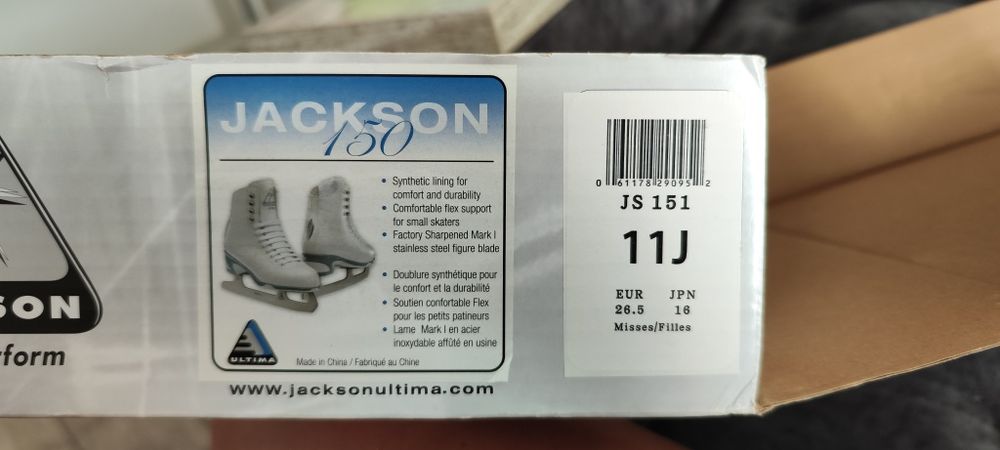 SON
form
JACKSON
150
• Synthetic lining for
comfort and durability
• Comfortable flex support
for small skaters
• Factory Sharpened Mark I
stainless steel figure blade
• Doublure synthétique pour
le confort et la durabilité
• Soutien confortable Flex
pour les petits patineurs
• Lame Mark I en acier
inoxydable affûté en usine
ULTIMA
Made in China / Fabriqué au Chine
www.jacksonultima.com
0 61178 29095 2
JS 151
11J
EUR JPN
26.5 16
Misses/Filles